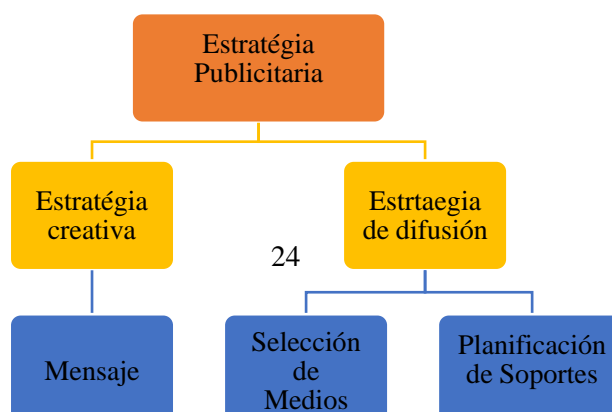 Estratégia
Publicitaria
Estratégia
creativa
Estrtaegia
de difusión
24
Mensaje
Selección
de
Medios
Planificación
de Soportes